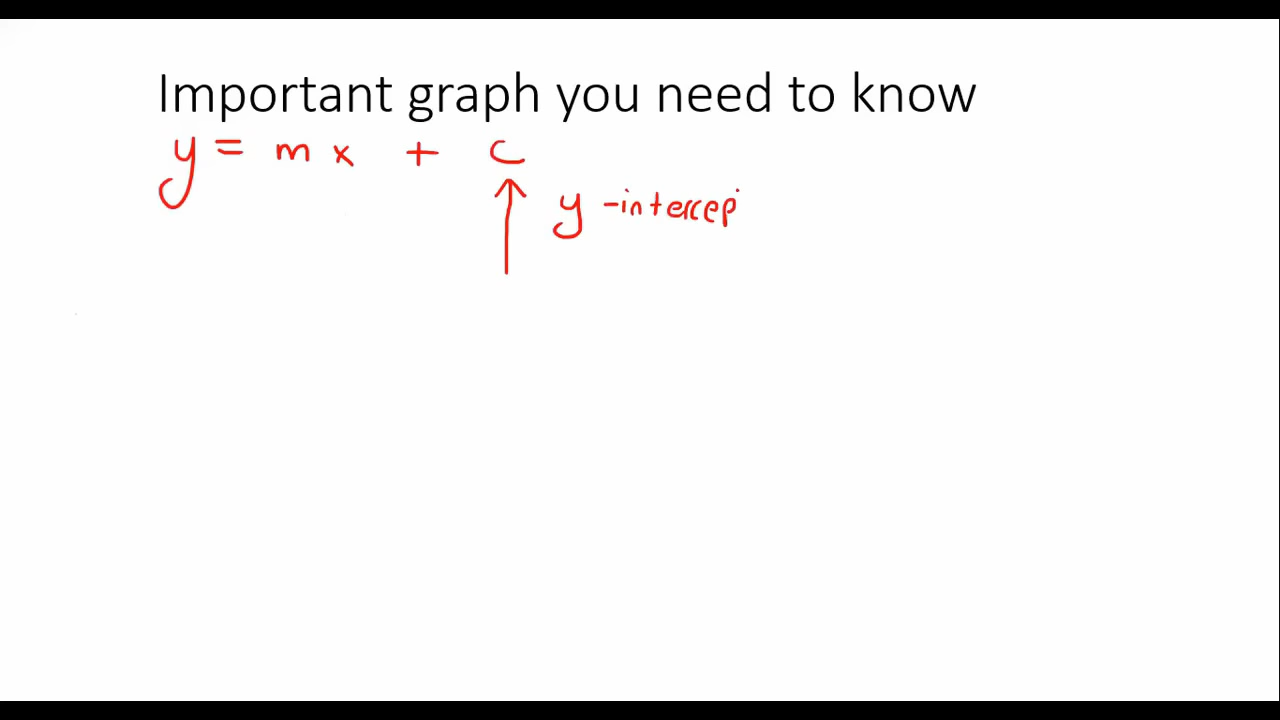 Important graph you need to know
y = mx + c
y -intercep